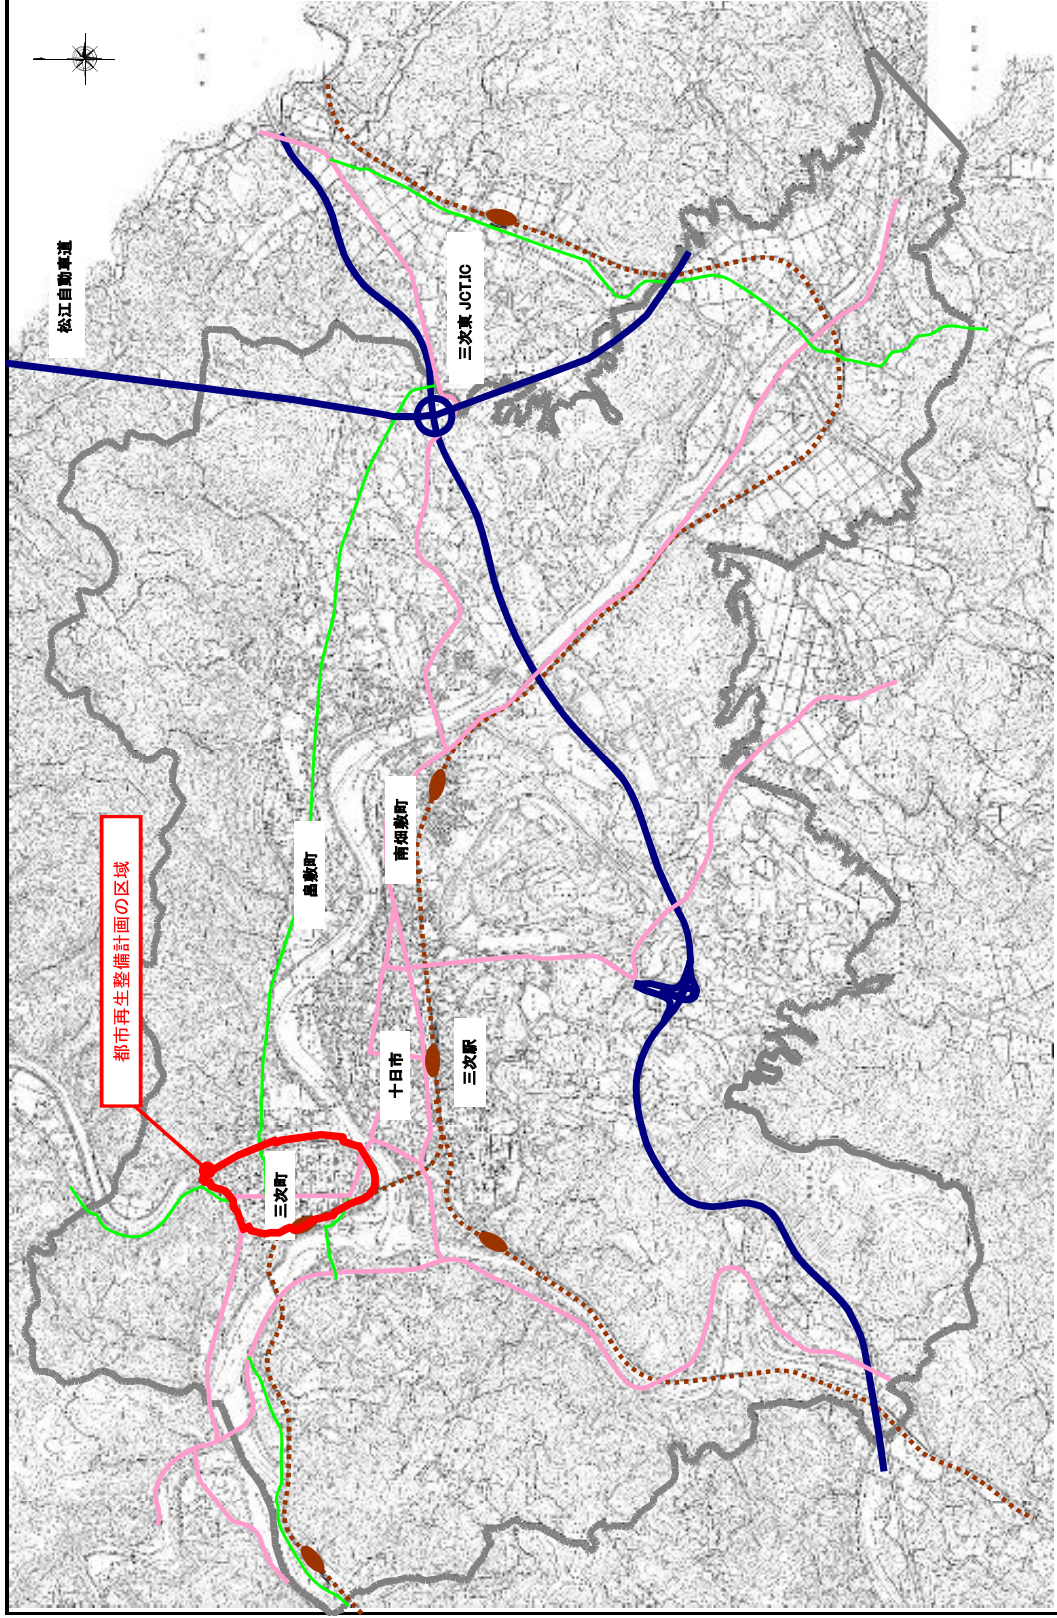 松江自動車道
三次東 JCT.IC
都市再生整備計画の区域
畠敷町
南畑敷町
十日市
三次駅
三次町